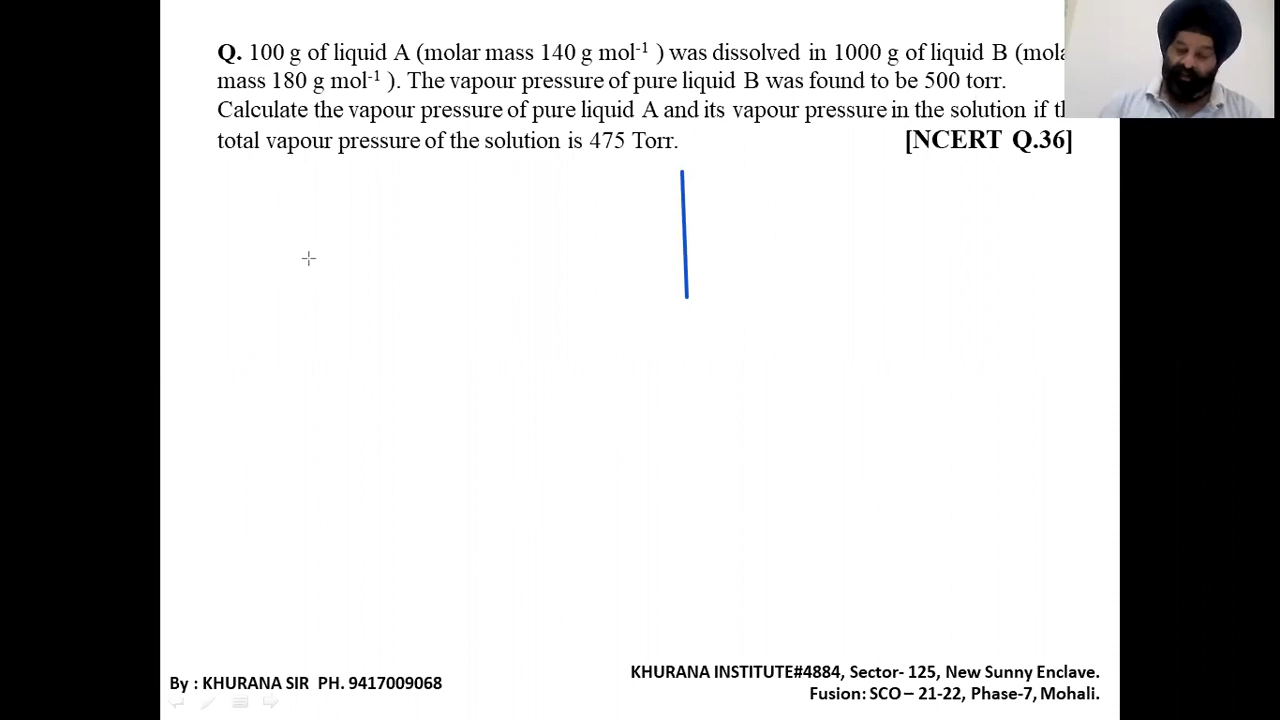 Q. 100 g of liquid A (molar mass 140 g mol-1 ) was dissolved in 1000 g of liquid B
mass 180 g mol-1 ). The vapour pressure of pure liquid B was found to be 500 torr.
Calculate the vapour pressure of pure liquid A and its vapour pressure in the solution if
total vapour pressure of the solution is 475 Torr. [NCERT Q.36]
By : KHURANA SIR PH. 9417009068
KHURANA INSTITUTE#4884, Sector- 125, New Sunny Enclave.
Fusion: SCO – 21-22, Phase-7, Mohali.